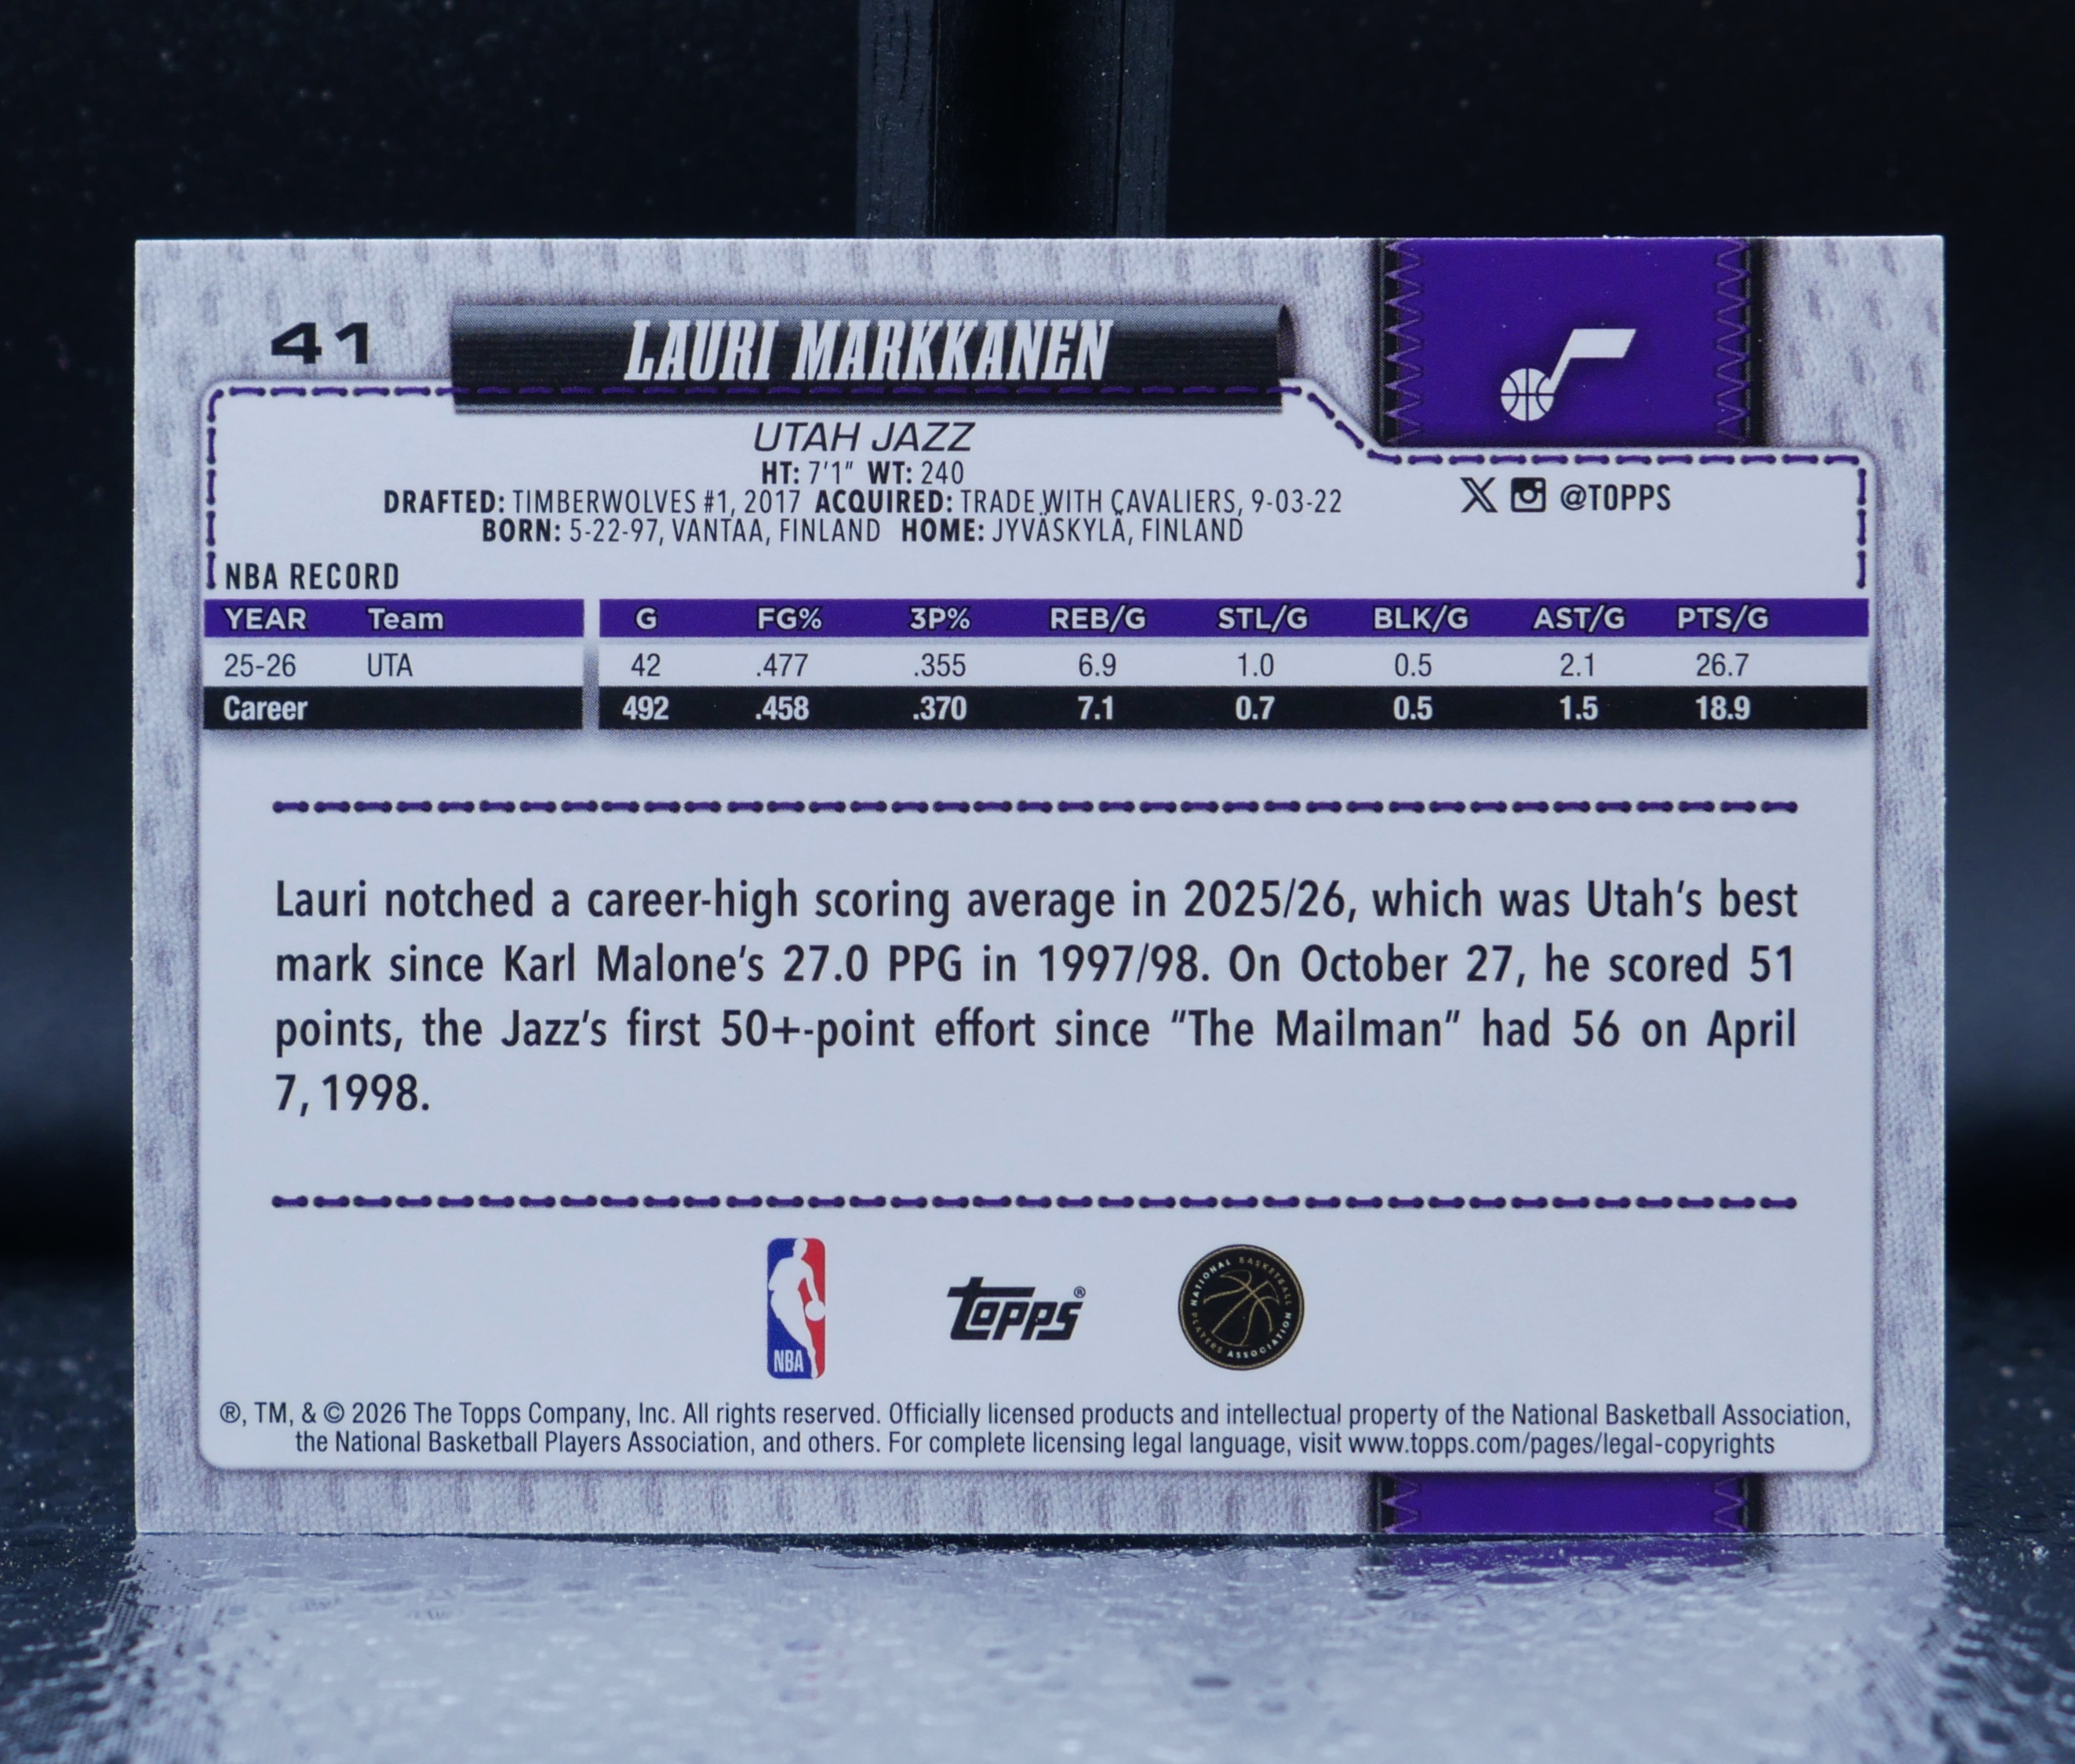 41
LAURI MARKKANEN
UTAH JAZZ
HT: 7'1" WT: 240
DRAFTED: TIMBERWOLVES #1, 2017 ACQUIRED: TRADE WITH CAVALIERS, 9-03-22
BORN: 5-22-97, VANTAA, FINLAND HOME: JYVÄSKYLÄ, FINLAND
@TOPPS
NBA RECORD
YEAR Team G FG% 3P% REB/G STL/G BLK/G AST/G PTS/G
25-26 UTA 42 .477 .355 6.9 1.0 0.5 2.1 26.7
Career 492 .458 .370 7.1 0.7 0.5 1.5 18.9
Lauri notched a career-high scoring average in 2025/26, which was Utah's best
mark since Karl Malone's 27.0 PPG in 1997/98. On October 27, he scored 51
points, the Jazz's first 50+-point effort since "The Mailman" had 56 on April
7, 1998.
NBA
topps®
NATIONAL BASKETBALL
PLAYERS ASSOCIATION
®, TM, & © 2026 The Topps Company, Inc. All rights reserved. Officially licensed products and intellectual property of the National Basketball Association,
the National Basketball Players Association, and others. For complete licensing legal language, visit www.topps.com/pages/legal-copyrights